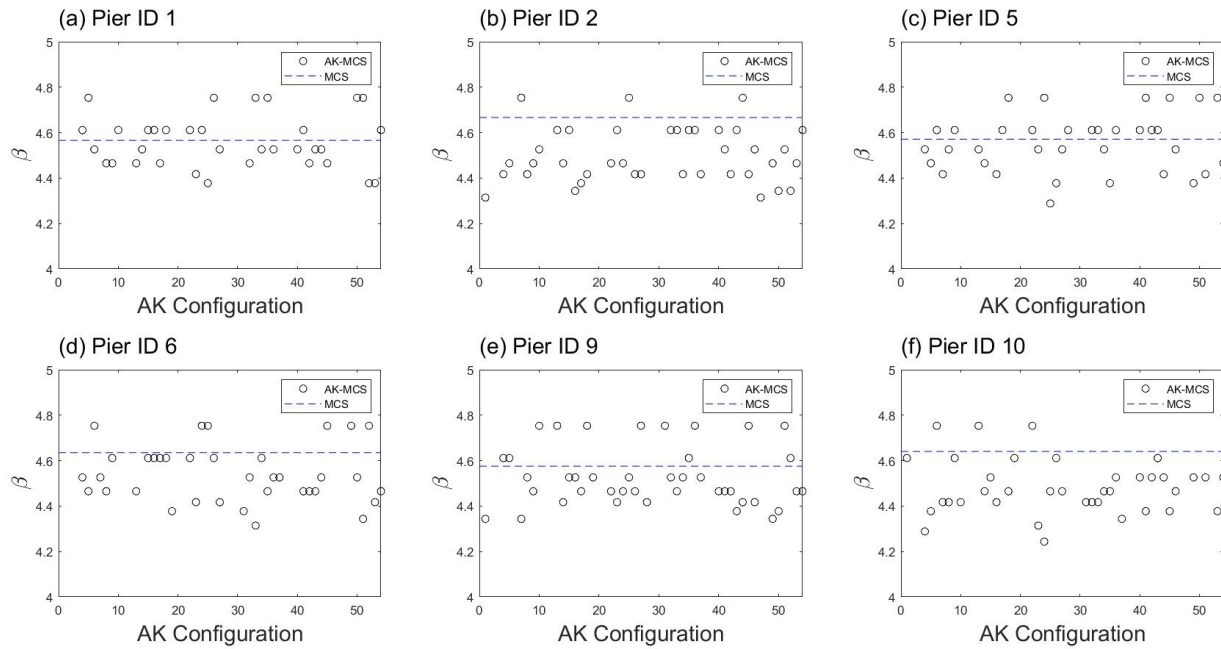 (a) Pier ID 1
5
4.8
4.6
4.4
4.2
4
β
0 10 20 30 40 50
AK Configuration
AK-MCS
MCS
(b) Pier ID 2
5
4.8
4.6
4.4
4.2
4
β
0 10 20 30 40 50
AK Configuration
AK-MCS
MCS
(c) Pier ID 5
5
4.8
4.6
4.4
4.2
4
β
0 10 20 30 40 50
AK Configuration
AK-MCS
MCS
(d) Pier ID 6
5
4.8
4.6
4.4
4.2
4
β
0 10 20 30 40 50
AK Configuration
AK-MCS
MCS
(e) Pier ID 9
5
4.8
4.6
4.4
4.2
4
β
0 10 20 30 40 50
AK Configuration
AK-MCS
MCS
(f) Pier ID 10
5
4.8
4.6
4.4
4.2
4
β
0 10 20 30 40 50
AK Configuration
AK-MCS
MCS